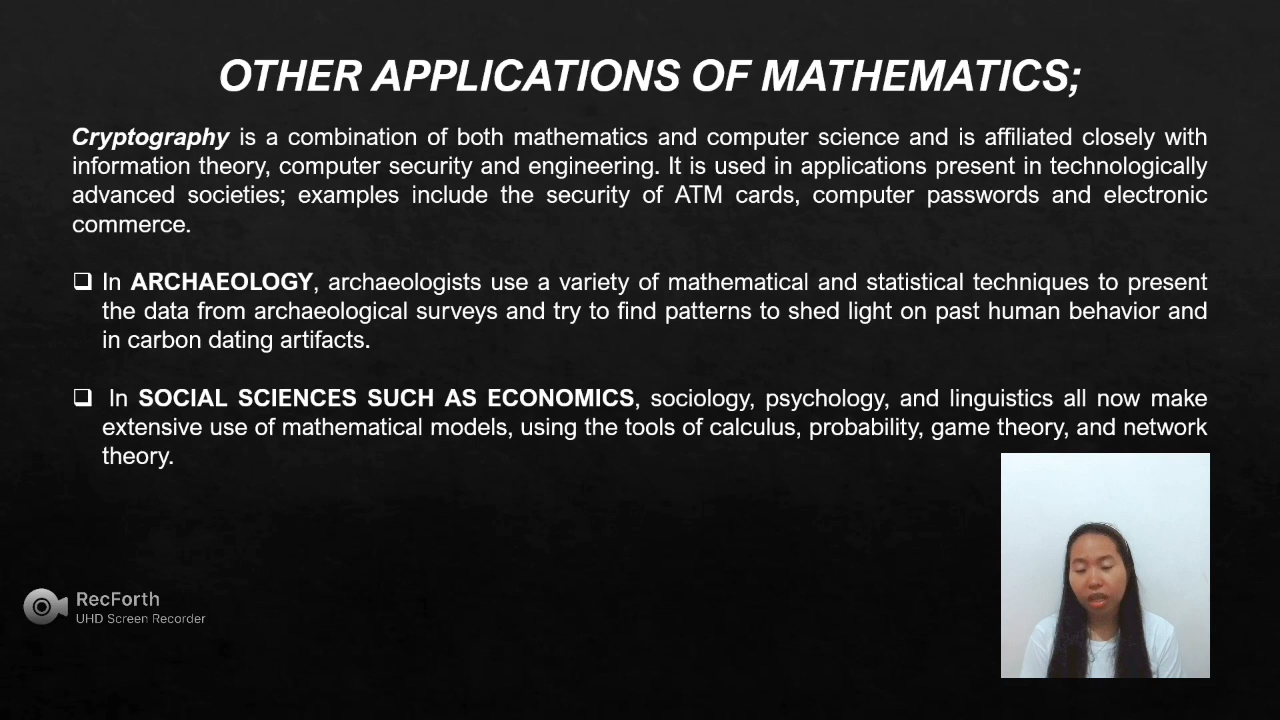 OTHER APPLICATIONS OF MATHEMATICS;
Cryptography is a combination of both mathematics and computer science and is affiliated closely with
information theory, computer security and engineering. It is used in applications present in technologically
advanced societies; examples include the security of ATM cards, computer passwords and electronic
commerce.
❑ In ARCHAEOLOGY, archaeologists use a variety of mathematical and statistical techniques to present
the data from archaeological surveys and try to find patterns to shed light on past human behavior and
in carbon dating artifacts.
❑ In SOCIAL SCIENCES SUCH AS ECONOMICS, sociology, psychology, and linguistics all now make
extensive use of mathematical models, using the tools of calculus, probability, game theory, and network
theory.
RecForth
UHD Screen Recorder